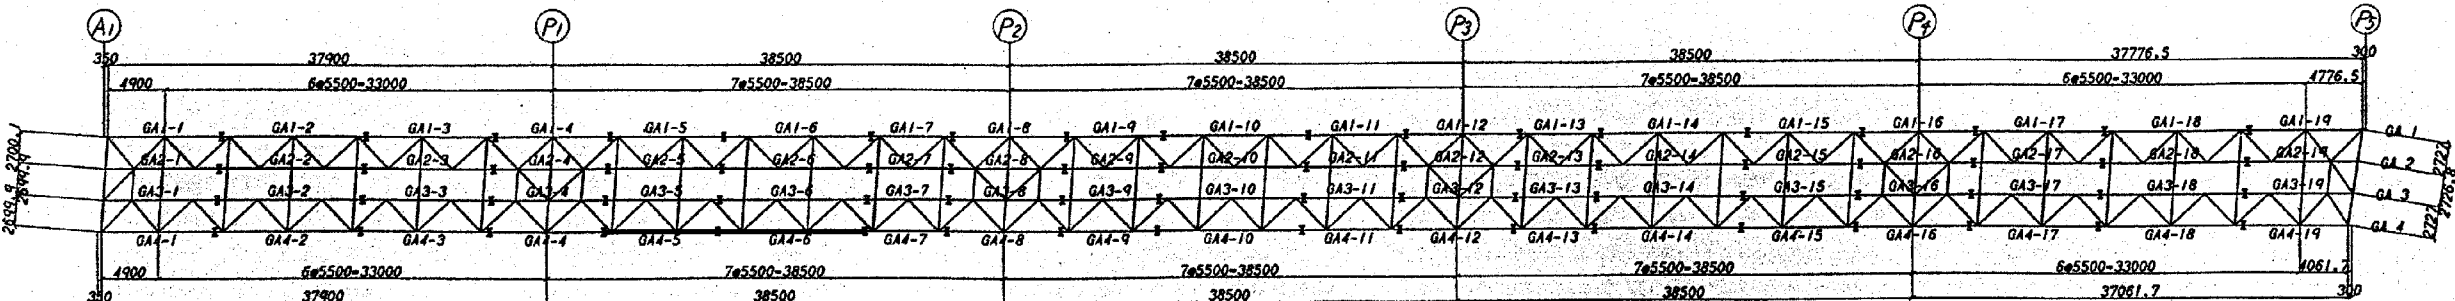 A1 P1 P2 P3 P4 P5
350 37900 38500 38500 38500 37776.5 300
4900 6@5500-33000 7@5500-38500 7@5500-38500 7@5500-38500 6@5500-33000 4776.5
GA1-1 GA1-2 GA1-3 GA1-4 GA1-5 GA1-6 GA1-7 GA1-8 GA1-9 GA1-10 GA1-11 GA1-12 GA1-13 GA1-14 GA1-15 GA1-16 GA1-17 GA1-18 GA1-19 GA 1
2700.1 GA2-1 GA2-2 GA2-3 GA2-4 GA2-5 GA2-6 GA2-7 GA2-8 GA2-9 GA2-10 GA2-11 GA2-12 GA2-13 GA2-14 GA2-15 GA2-16 GA2-17 GA2-18 GA2-19 GA 2
2699.9 GA3-1 GA3-2 GA3-3 GA3-4 GA3-5 GA3-6 GA3-7 GA3-8 GA3-9 GA3-10 GA3-11 GA3-12 GA3-13 GA3-14 GA3-15 GA3-16 GA3-17 GA3-18 GA3-19 GA 3 2726.8
2699.9 GA4-1 GA4-2 GA4-3 GA4-4 GA4-5 GA4-6 GA4-7 GA4-8 GA4-9 GA4-10 GA4-11 GA4-12 GA4-13 GA4-14 GA4-15 GA4-16 GA4-17 GA4-18 GA4-19 GA 4 2727
4900 6@5500-33000 7@5500-38500 7@5500-38500 7@5500-38500 6@5500-33000 4061.7
350 37900 38500 38500 38500 37061.7 300